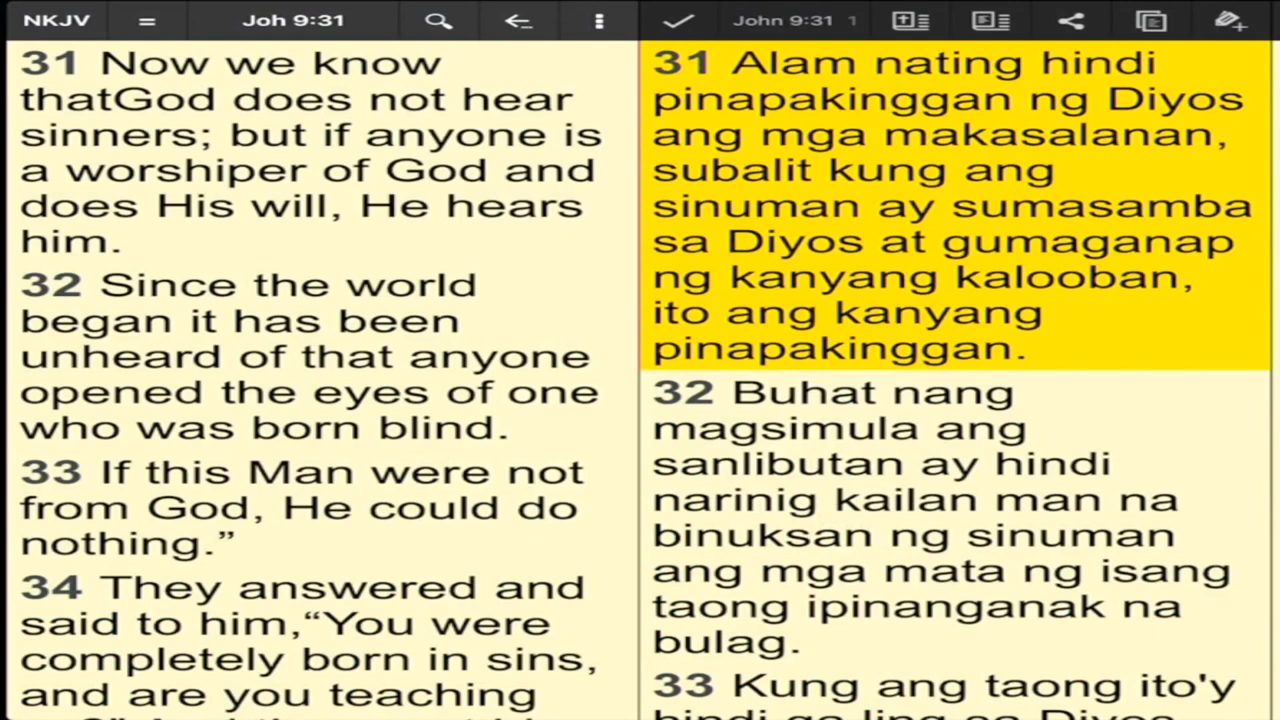 NKJV = Joh 9:31
31 Now we know
thatGod does not hear
sinners; but if anyone is
a worshiper of God and
does His will, He hears
him.
32 Since the world
began it has been
unheard of that anyone
opened the eyes of one
who was born blind.
33 If this Man were not
from God, He could do
nothing.”
34 They answered and
said to him,“You were
completely born in sins,
and are you teaching
John 9:31 1
31 Alam nating hindi
pinapakinggan ng Diyos
ang mga makasalanan,
subalit kung ang
sinuman ay sumasamba
sa Diyos at gumaganap
ng kanyang kalooban,
ito ang kanyang
pinapakinggan.
32 Buhat nang
magsimula ang
sanlibutan ay hindi
narinig kailan man na
binuksan ng sinuman
ang mga mata ng isang
taong ipinanganak na
bulag.
33 Kung ang taong ito'y